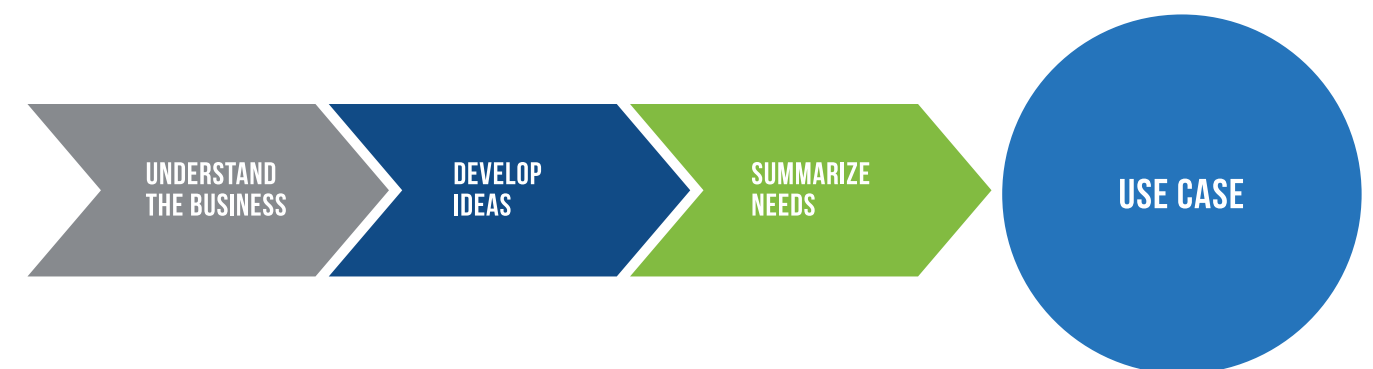 UNDERSTAND
THE BUSINESS
DEVELOP
IDEAS
SUMMARIZE
NEEDS
USE CASE